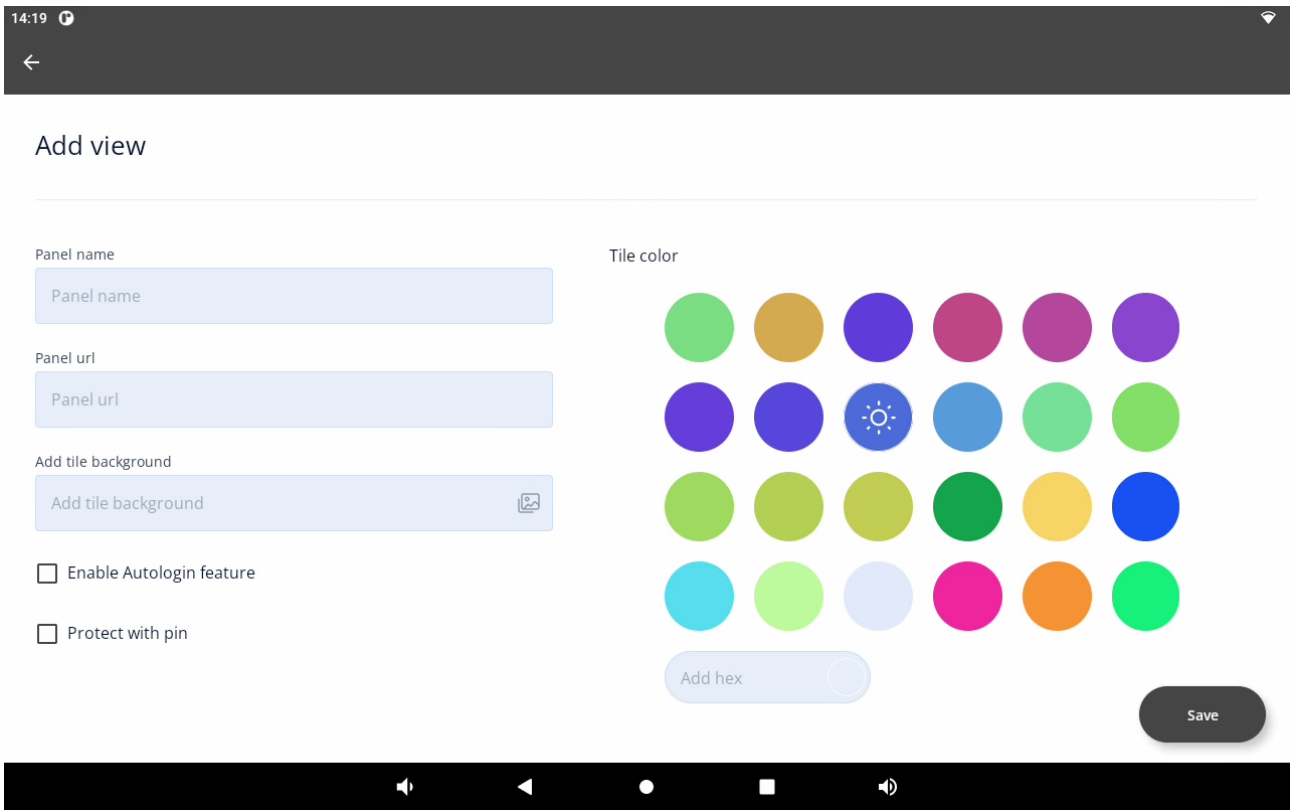 14:19
Add view
Panel name
Panel name
Panel url
Panel url
Add tile background
Add tile background
Enable Autologin feature
Protect with pin
Tile color
Add hex
Save